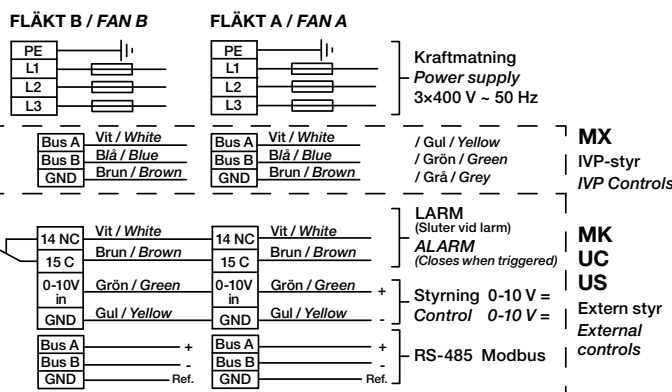 FLÄKT B / FAN B
FLÄKT A / FAN A
PE
L1
L2
L3
PE
L1
L2
L3
Kraftmatning
Power supply
3×400 V ~ 50 Hz
Bus A Vit / White
Bus B Blå / Blue
GND Brun / Brown
Bus A Vit / White
Bus B Blå / Blue
GND Brun / Brown
/ Gul / Yellow
/ Grön / Green
/ Grå / Grey
MX
IVP-styr
IVP Controls
14 NC Vit / White
15 C Brun / Brown
0-10V in Grön / Green
GND Gul / Yellow
14 NC Vit / White
15 C Brun / Brown
0-10V in Grön / Green +
GND Gul / Yellow -
LARM
(Sluter vid larm)
ALARM
(Closes when triggered)
Styrning 0-10 V =
Control 0-10 V =
MK
UC
US
Extern styr
External
controls
Bus A +
Bus B -
GND Ref.
Bus A +
Bus B -
GND Ref.
RS-485 Modbus